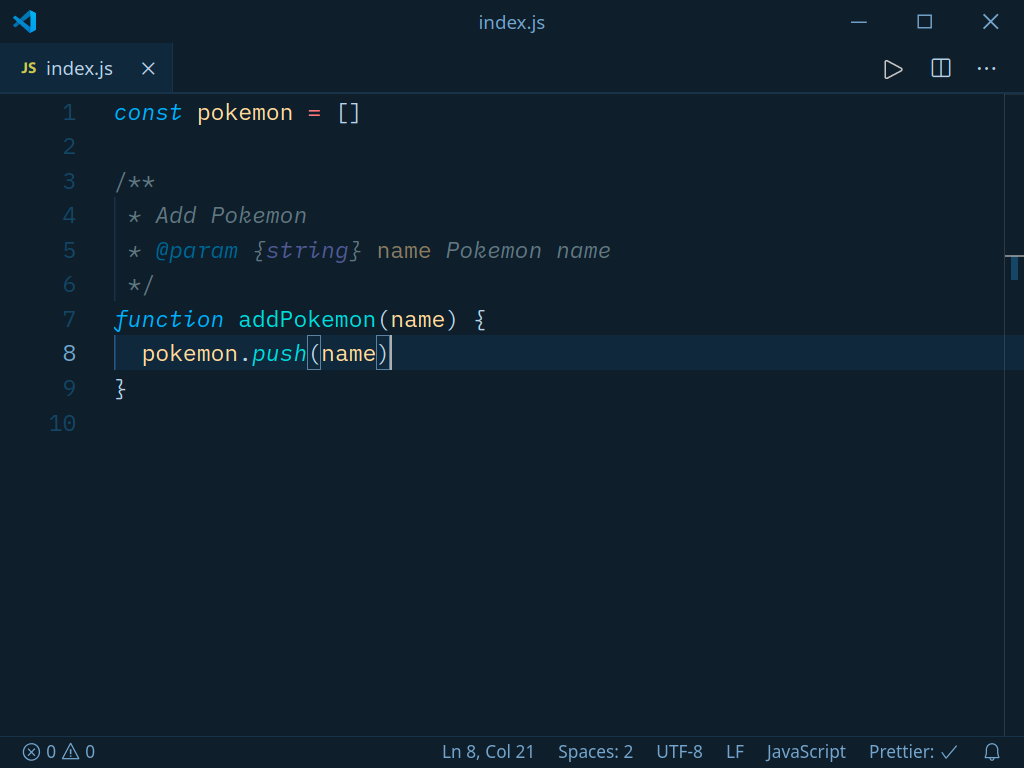 index.js
JS index.js
1 const pokemon = []
2
3 /**
4  * Add Pokemon
5  * @param {string} name Pokemon name
6  */
7 function addPokemon(name) {
8   pokemon.push(name)
9 }
10
0 0 Ln 8, Col 21 Spaces: 2 UTF-8 LF JavaScript Prettier: ✓